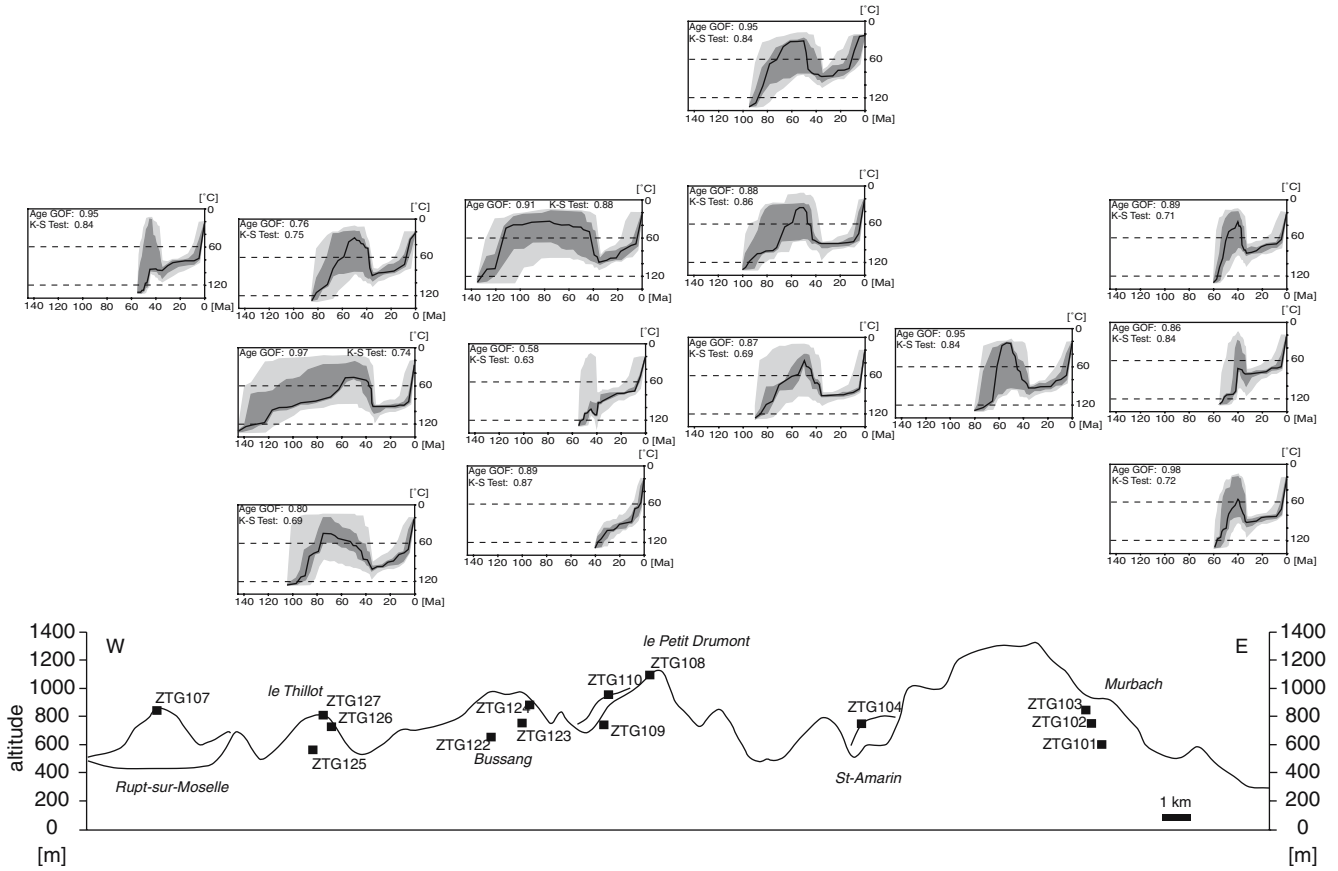 [˚C]
Age GOF: 0.95
K-S Test: 0.84
0
60
120
140 120 100 80 60 40 20 0 [Ma]
[˚C]
Age GOF: 0.95
K-S Test: 0.84
0
60
120
140 120 100 80 60 40 20 0 [Ma]
[˚C]
Age GOF: 0.76
K-S Test: 0.75
0
60
120
140 120 100 80 60 40 20 0 [Ma]
[˚C]
Age GOF: 0.91 K-S Test: 0.88
0
60
120
140 120 100 80 60 40 20 0 [Ma]
[˚C]
Age GOF: 0.88
K-S Test: 0.86
0
60
120
140 120 100 80 60 40 20 0 [Ma]
[˚C]
Age GOF: 0.89
K-S Test: 0.71
0
60
120
140 120 100 80 60 40 20 0 [Ma]
[˚C]
Age GOF: 0.97 K-S Test: 0.74
0
60
120
140 120 100 80 60 40 20 0 [Ma]
[˚C]
Age GOF: 0.58
K-S Test: 0.63
0
60
120
140 120 100 80 60 40 20 0 [Ma]
[˚C]
Age GOF: 0.87
K-S Test: 0.69
0
60
120
140 120 100 80 60 40 20 0 [Ma]
[˚C]
Age GOF: 0.95
K-S Test: 0.84
0
60
120
140 120 100 80 60 40 20 0 [Ma]
[˚C]
Age GOF: 0.86
K-S Test: 0.84
0
60
120
140 120 100 80 60 40 20 0 [Ma]
[˚C]
Age GOF: 0.80
K-S Test: 0.69
0
60
120
140 120 100 80 60 40 20 0 [Ma]
[˚C]
Age GOF: 0.89
K-S Test: 0.87
0
60
120
140 120 100 80 60 40 20 0 [Ma]
[˚C]
Age GOF: 0.98
K-S Test: 0.72
0
60
120
140 120 100 80 60 40 20 0 [Ma]
altitude
1400
1200
1000
800
600
400
200
0
[m]
W
ZTG107
Rupt-sur-Moselle
le Thillot
ZTG127
ZTG126
ZTG125
ZTG124
ZTG123
ZTG122
Bussang
le Petit Drumont
ZTG108
ZTG110
ZTG109
ZTG104
St-Amarin
Murbach
ZTG103
ZTG102
ZTG101
1 km
E
1400
1200
1000
800
600
400
200
0
[m]